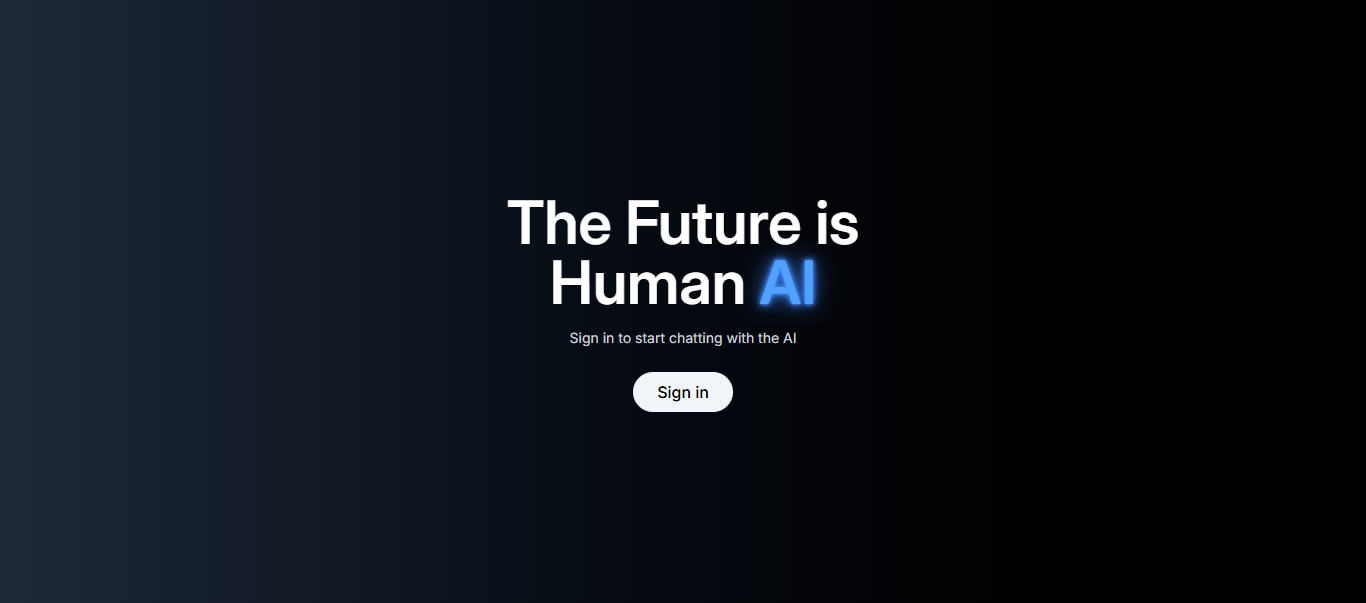 The Future is
Human AI
Sign in to start chatting with the AI
Sign in